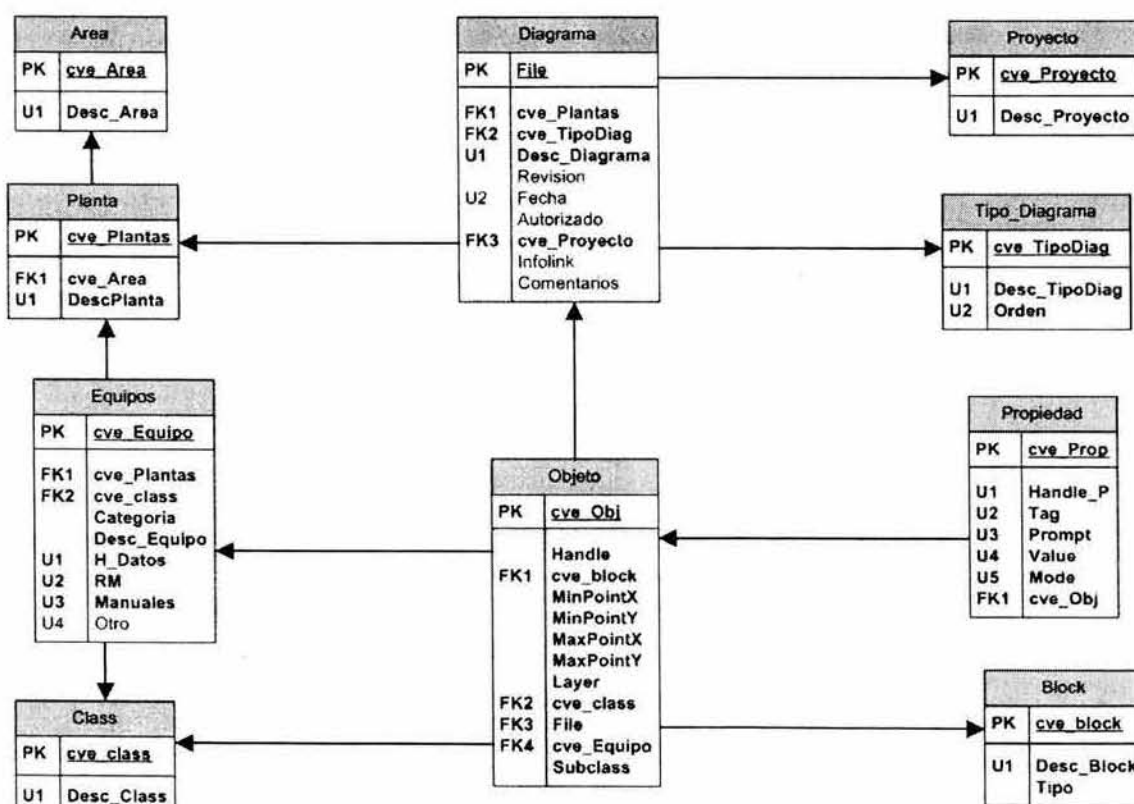 Area
PK cve_Area
U1 Desc_Area
Planta
PK cve_Plantas
FK1 cve_Area
U1 DescPlanta
Equipos
PK cve_Equipo
FK1 cve_Plantas
FK2 cve_class
Categoria
Desc_Equipo
U1 H_Datos
U2 RM
U3 Manuales
U4 Otro
Class
PK cve_class
U1 Desc_Class
Diagrama
PK File
FK1 cve_Plantas
FK2 cve_TipoDiag
U1 Desc_Diagrama
Revision
U2 Fecha
Autorizado
FK3 cve_Proyecto
Infolink
Comentarios
Objeto
PK cve_Obj
Handle
FK1 cve_block
MinPointX
MinPointY
MaxPointX
MaxPointY
Layer
FK2 cve_class
FK3 File
FK4 cve_Equipo
Subclass
Proyecto
PK cve_Proyecto
U1 Desc_Proyecto
Tipo_Diagrama
PK cve_TipoDiag
U1 Desc_TipoDiag
U2 Orden
Propiedad
PK cve_Prop
U1 Handle_P
U2 Tag
U3 Prompt
U4 Value
U5 Mode
FK1 cve_Obj
Block
PK cve_block
U1 Desc_Block
Tipo